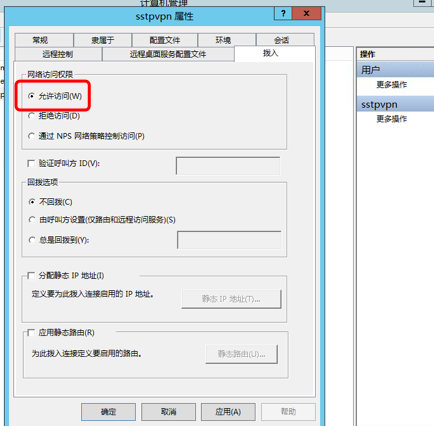 计算机管理
sstpvpn 属性
? x
常规 隶属于 配置文件 环境 会话
远程控制 远程桌面服务配置文件 拨入
网络访问权限
允许访问(W)
拒绝访问(D)
通过 NPS 网络策略控制访问(P)
验证呼叫方 ID(V):
回拨选项
不回拨(C)
由呼叫方设置(仅路由和远程访问服务)(S)
总是回拨到(Y):
分配静态 IP 地址(I)
定义要为此拨入连接启用的 IP 地址。
静态 IP 地址(T)...
应用静态路由(R)
为此拨入连接定义要启用的路由。
静态路由(U)...
确定 取消 应用(A) 帮助
操作
用户
更多操作
sstpvpn
更多操作